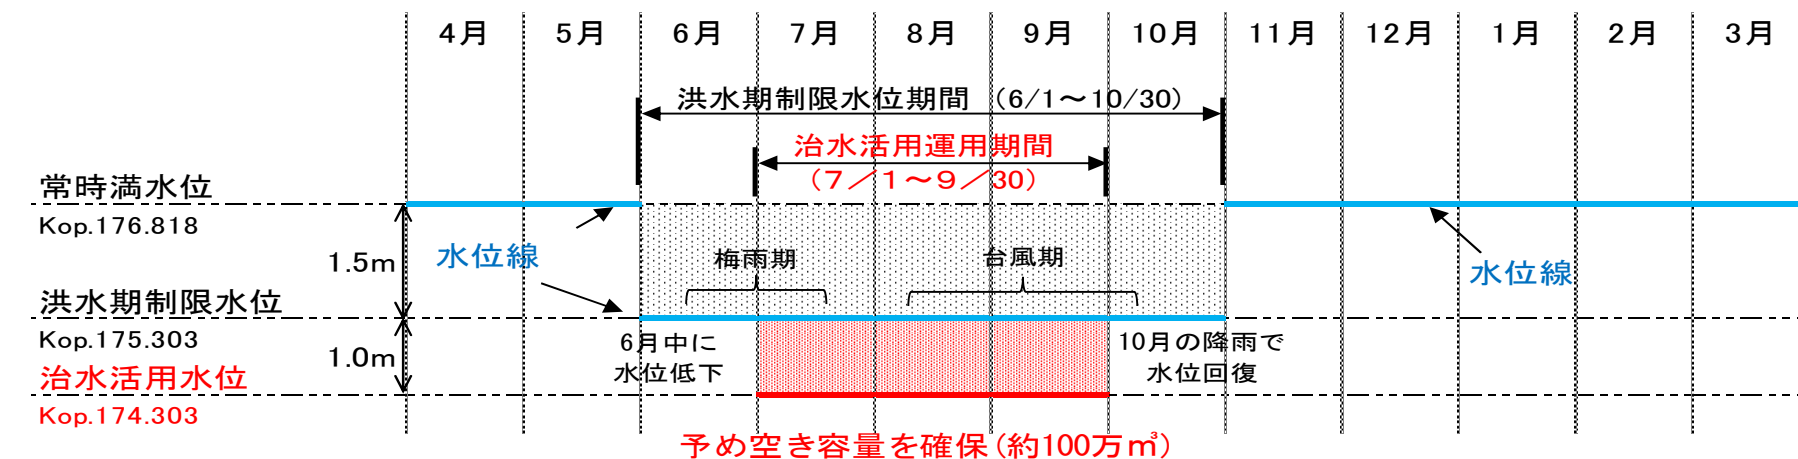 4月 5月 6月 7月 8月 9月 10月 11月 12月 1月 2月 3月
洪水期制限水位期間 （6/1～10/30）
治水活用運用期間
（７／１～９／30）
常時満水位
Kop.176.818
1.5m
水位線
梅雨期
台風期
水位線
洪水期制限水位
Kop.175.303
1.0m
6月中に
水位低下
10月の降雨で
水位回復
治水活用水位
Kop.174.303
予め空き容量を確保（約100万㎥）